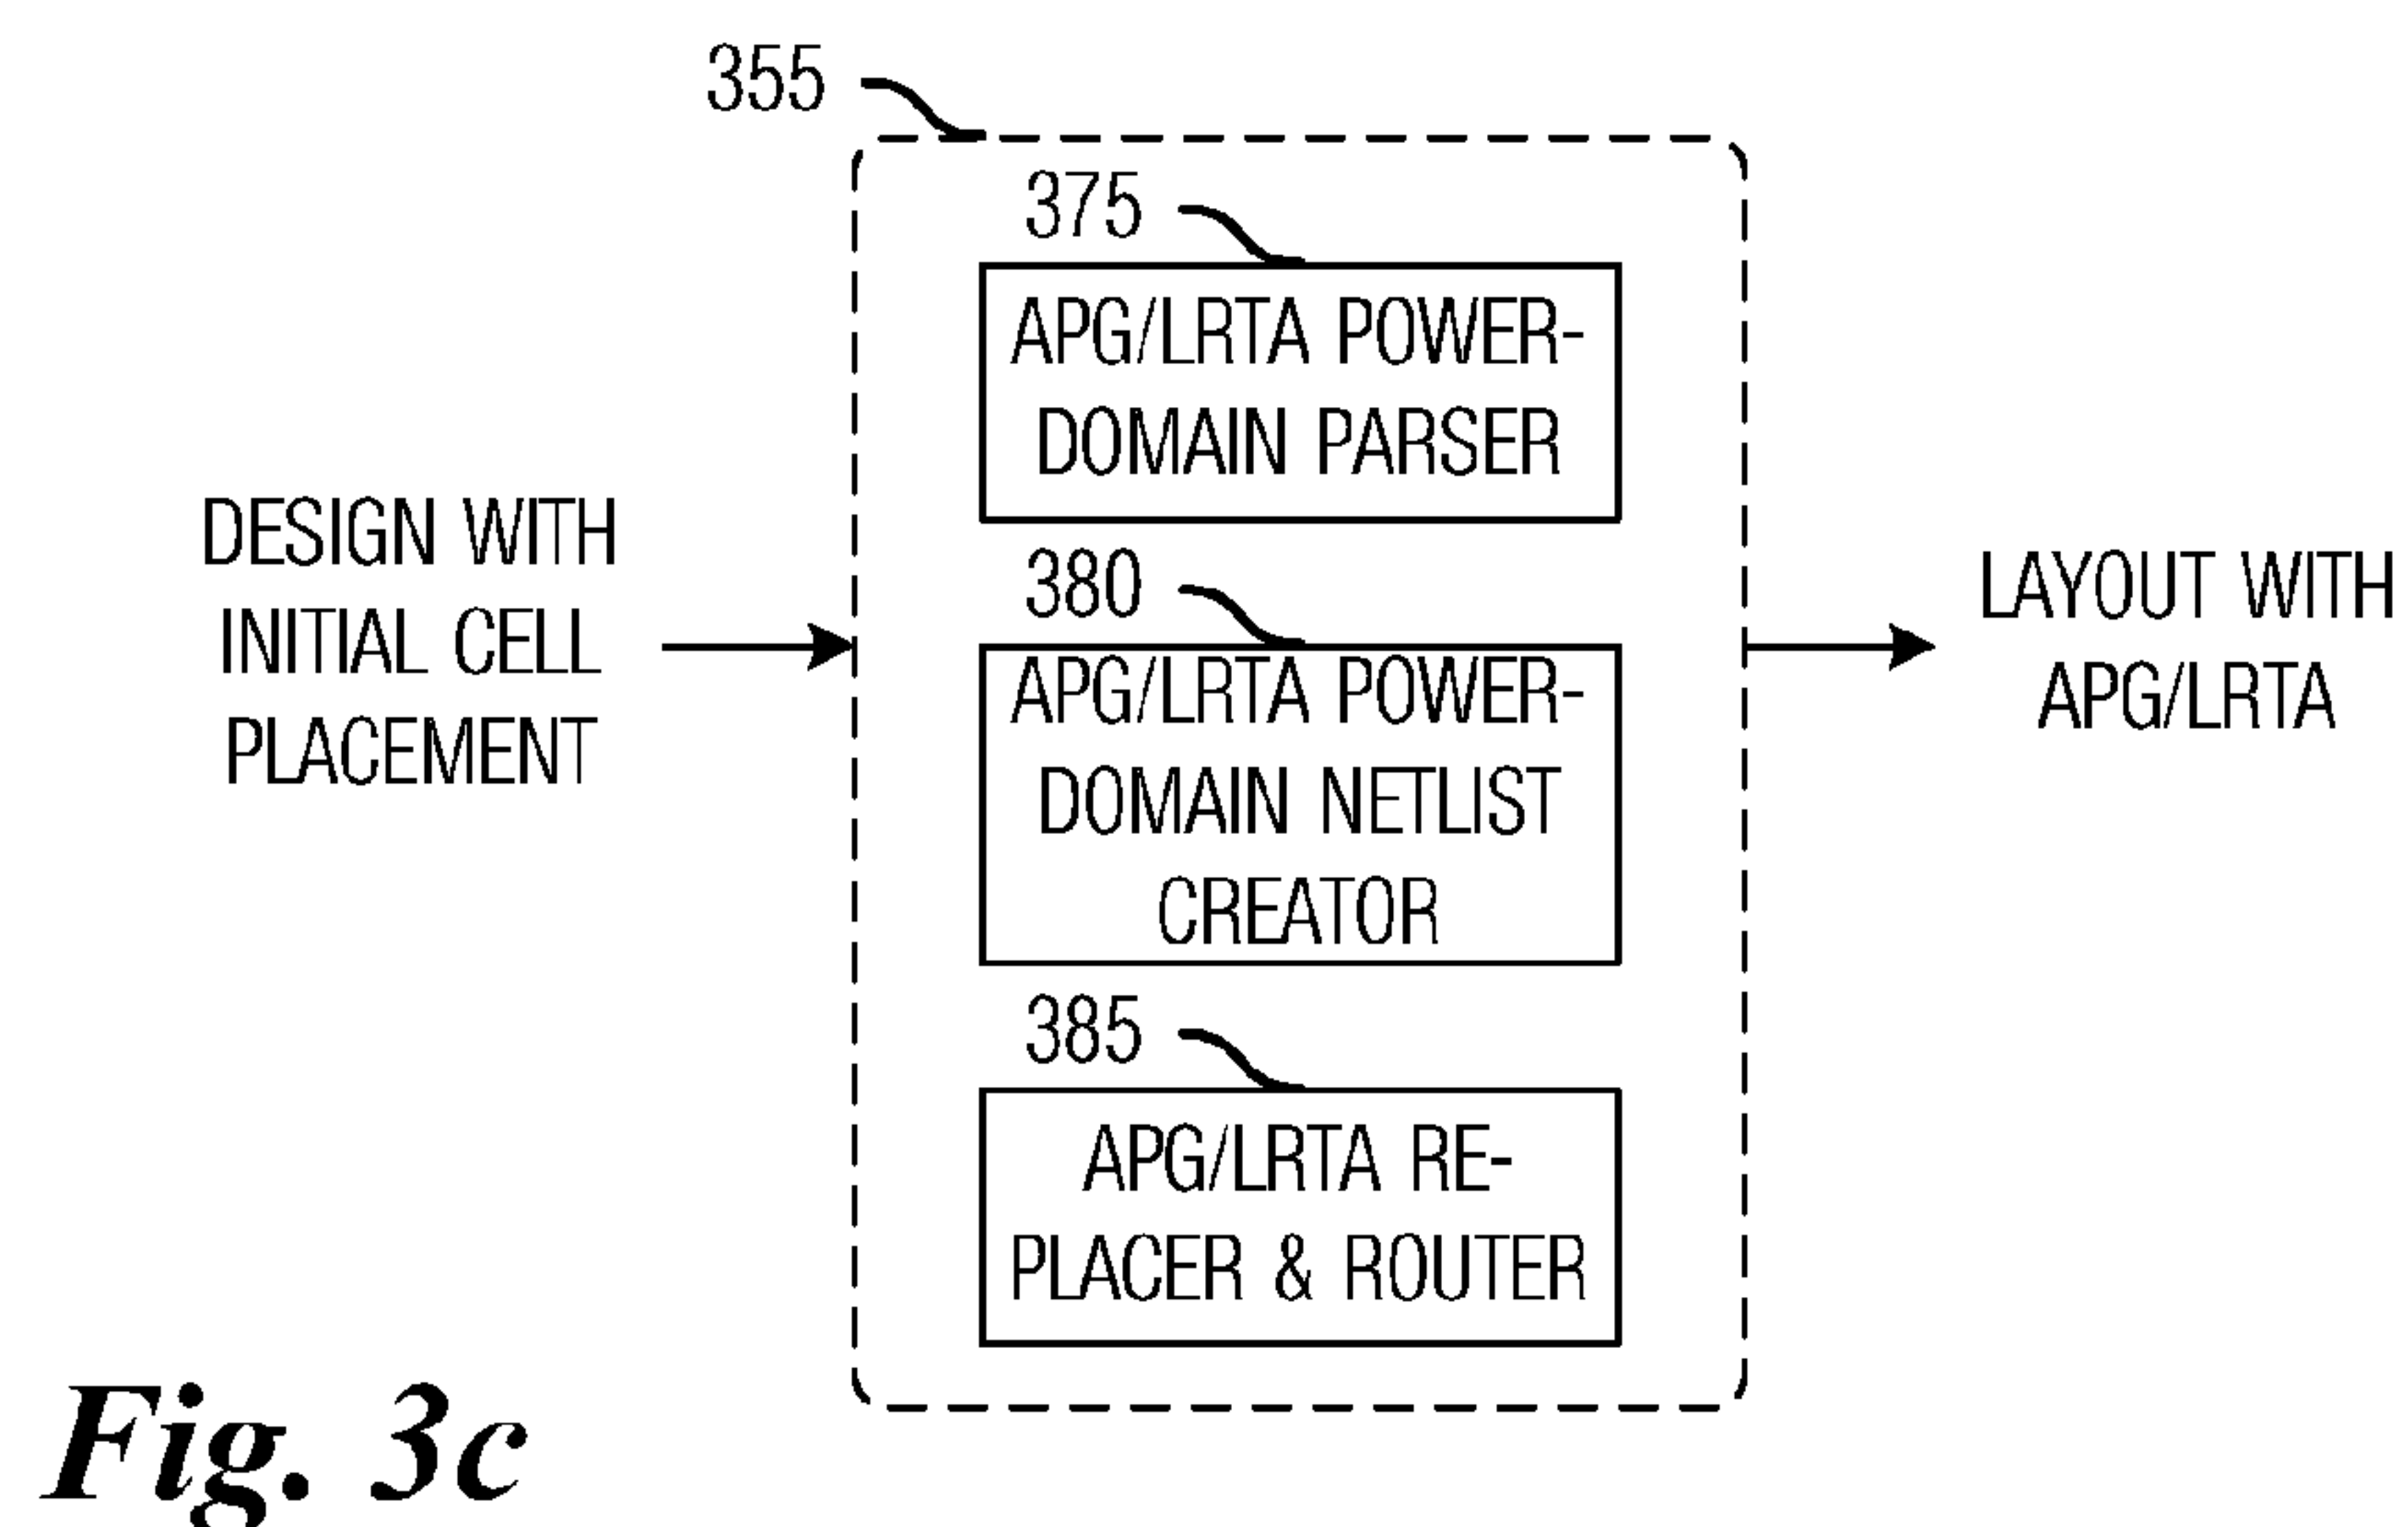 355
375
APG/LRTA POWER-
DOMAIN PARSER
DESIGN WITH
INITIAL CELL
PLACEMENT
380
APG/LRTA POWER-
DOMAIN NETLIST
CREATOR
LAYOUT WITH
APG/LRTA
385
APG/LRTA RE-
PLACER & ROUTER
Fig. 3c